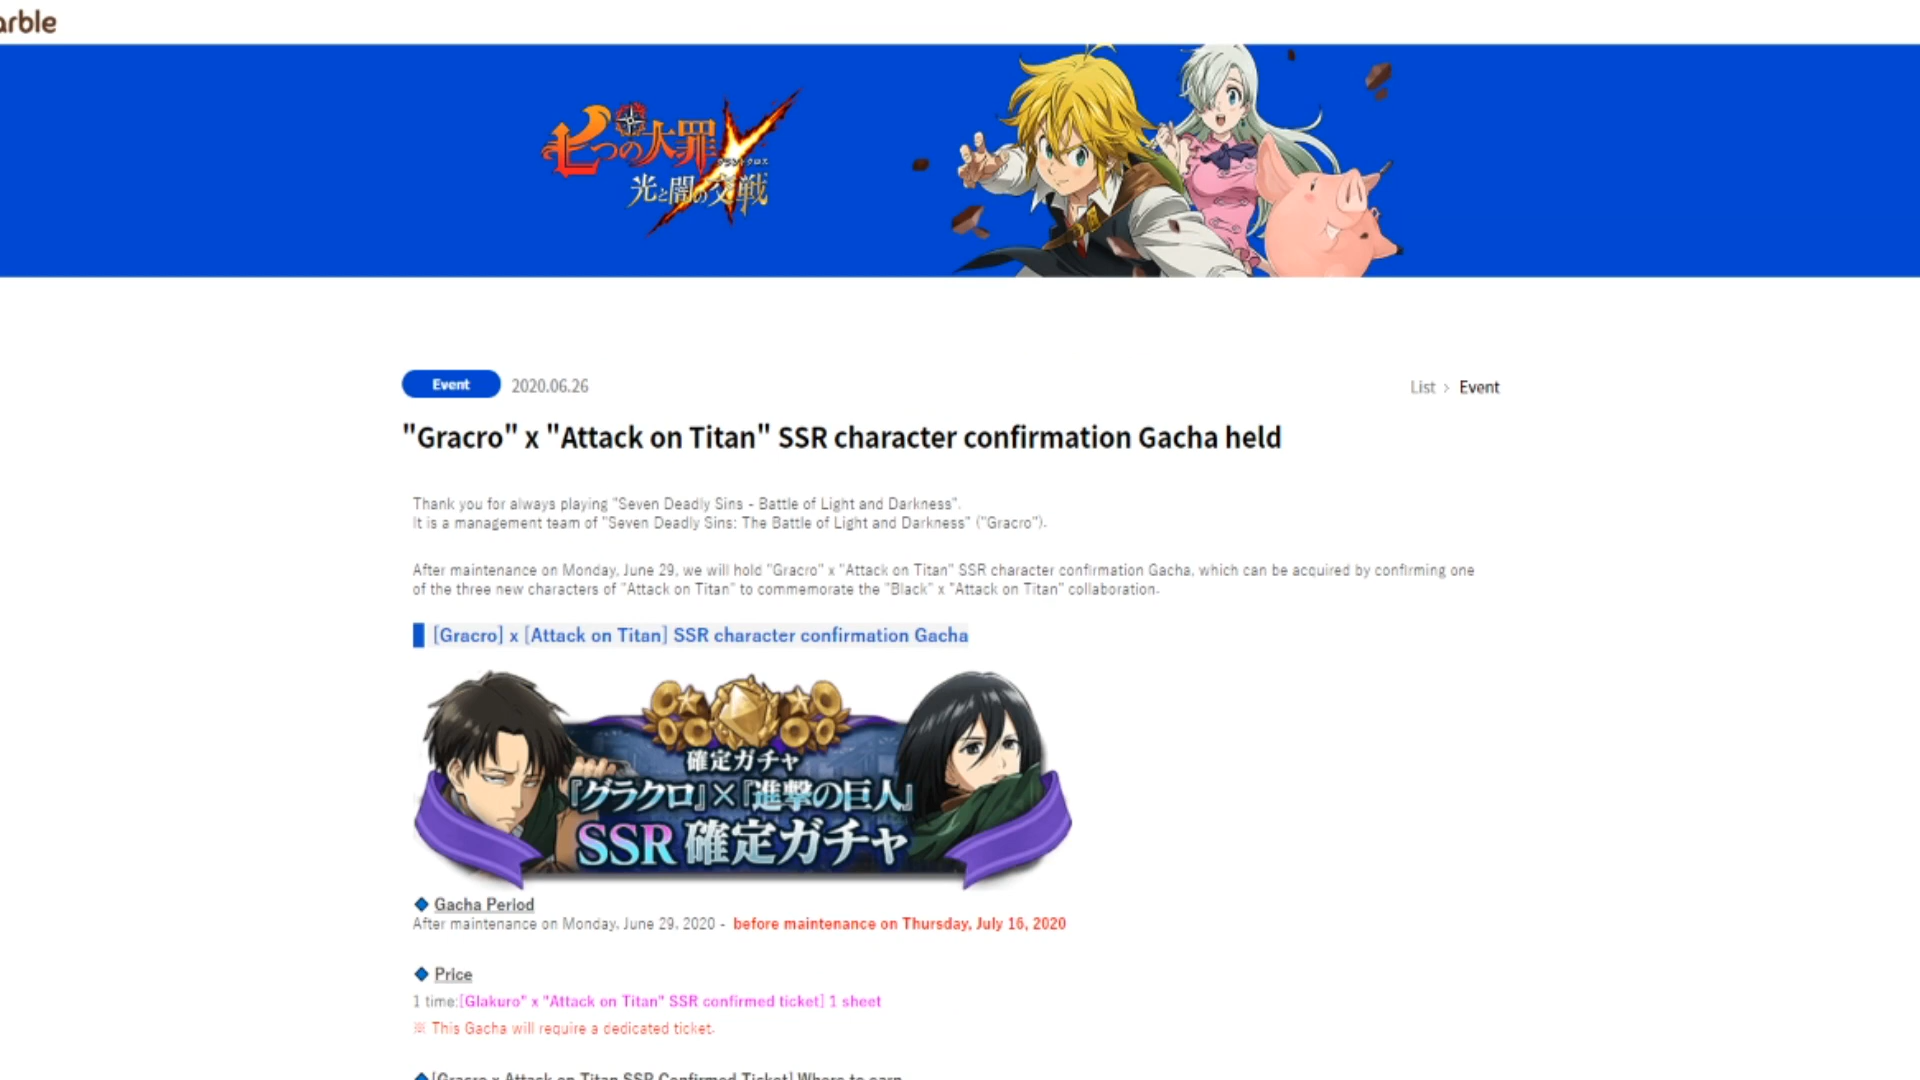 arble
七つの大罪
グランドクロス
光と闇の交戦
Event 2020.06.26
List > Event
"Gracro" x "Attack on Titan" SSR character confirmation Gacha held
Thank you for always playing "Seven Deadly Sins - Battle of Light and Darkness".
It is a management team of "Seven Deadly Sins: The Battle of Light and Darkness" ("Gracro").
After maintenance on Monday, June 29, we will hold "Gracro" x "Attack on Titan" SSR character confirmation Gacha, which can be acquired by confirming one
of the three new characters of "Attack on Titan" to commemorate the "Black" x "Attack on Titan" collaboration.
[Gracro] x [Attack on Titan] SSR character confirmation Gacha
確定ガチャ
『グラクロ』×『進撃の巨人』
SSR 確定ガチャ
Gacha Period
After maintenance on Monday, June 29, 2020 - before maintenance on Thursday, July 16, 2020
Price
1 time:[Glakuro" x "Attack on Titan" SSR confirmed ticket] 1 sheet
※ This Gacha will require a dedicated ticket.
[Gracro x Attack on Titan SSR Confirmed Ticket] Where to earn